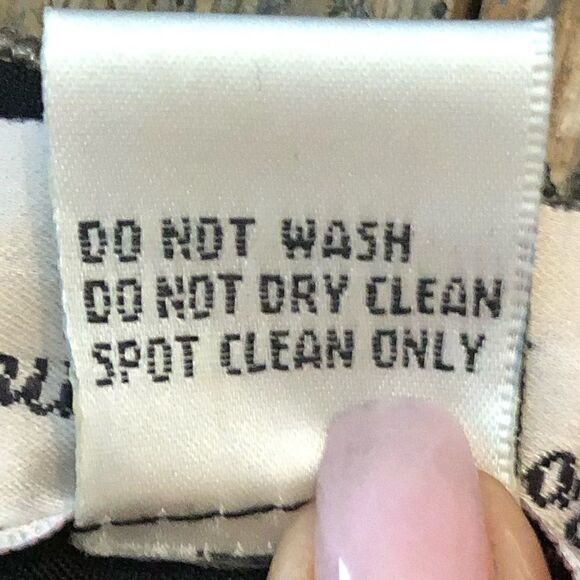 DO NOT WASH
DO NOT DRY CLEAN
SPOT CLEAN ONLY